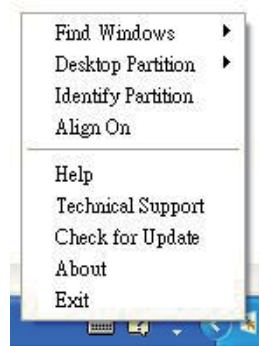 Find Windows
Desktop Partition
Identify Partition
Align On
Help
Technical Support
Check for Update
About
Exit